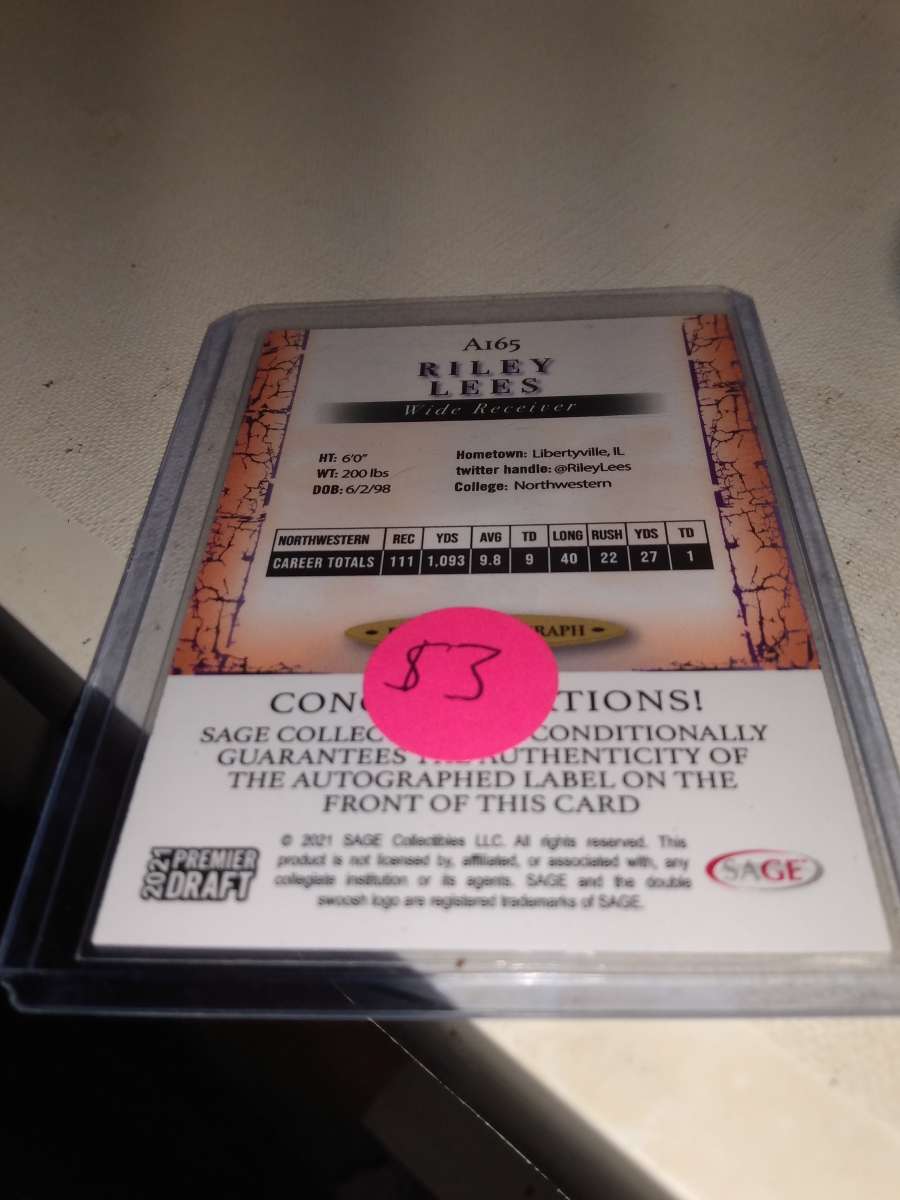 A165
RILEY
LEES
Wide Receiver
HT: 6'0"
WT: 200 lbs
DOB: 6/2/98
Hometown: Libertyville, IL
twitter handle: @RileyLees
College: Northwestern
NORTHWESTERN REC YDS AVG TD LONG RUSH YDS TD
CAREER TOTALS 111 1,093 9.8 9 40 22 27 1
$3
TIONS!
SAGE CONDITIONALLY
GUARANTEES AUTHENTICITY OF
THE AUTOGRAPHED LABEL ON THE
FRONT OF THIS CARD
2021 PREMIER
DRAFT
© 2021 SAGE Collectibles LLC. All rights reserved. This
product is not licensed by, affiliated, or associated with, any
collegiate institution or its agents. SAGE and the double
swoosh logo are registered trademarks of SAGE.
SAGE